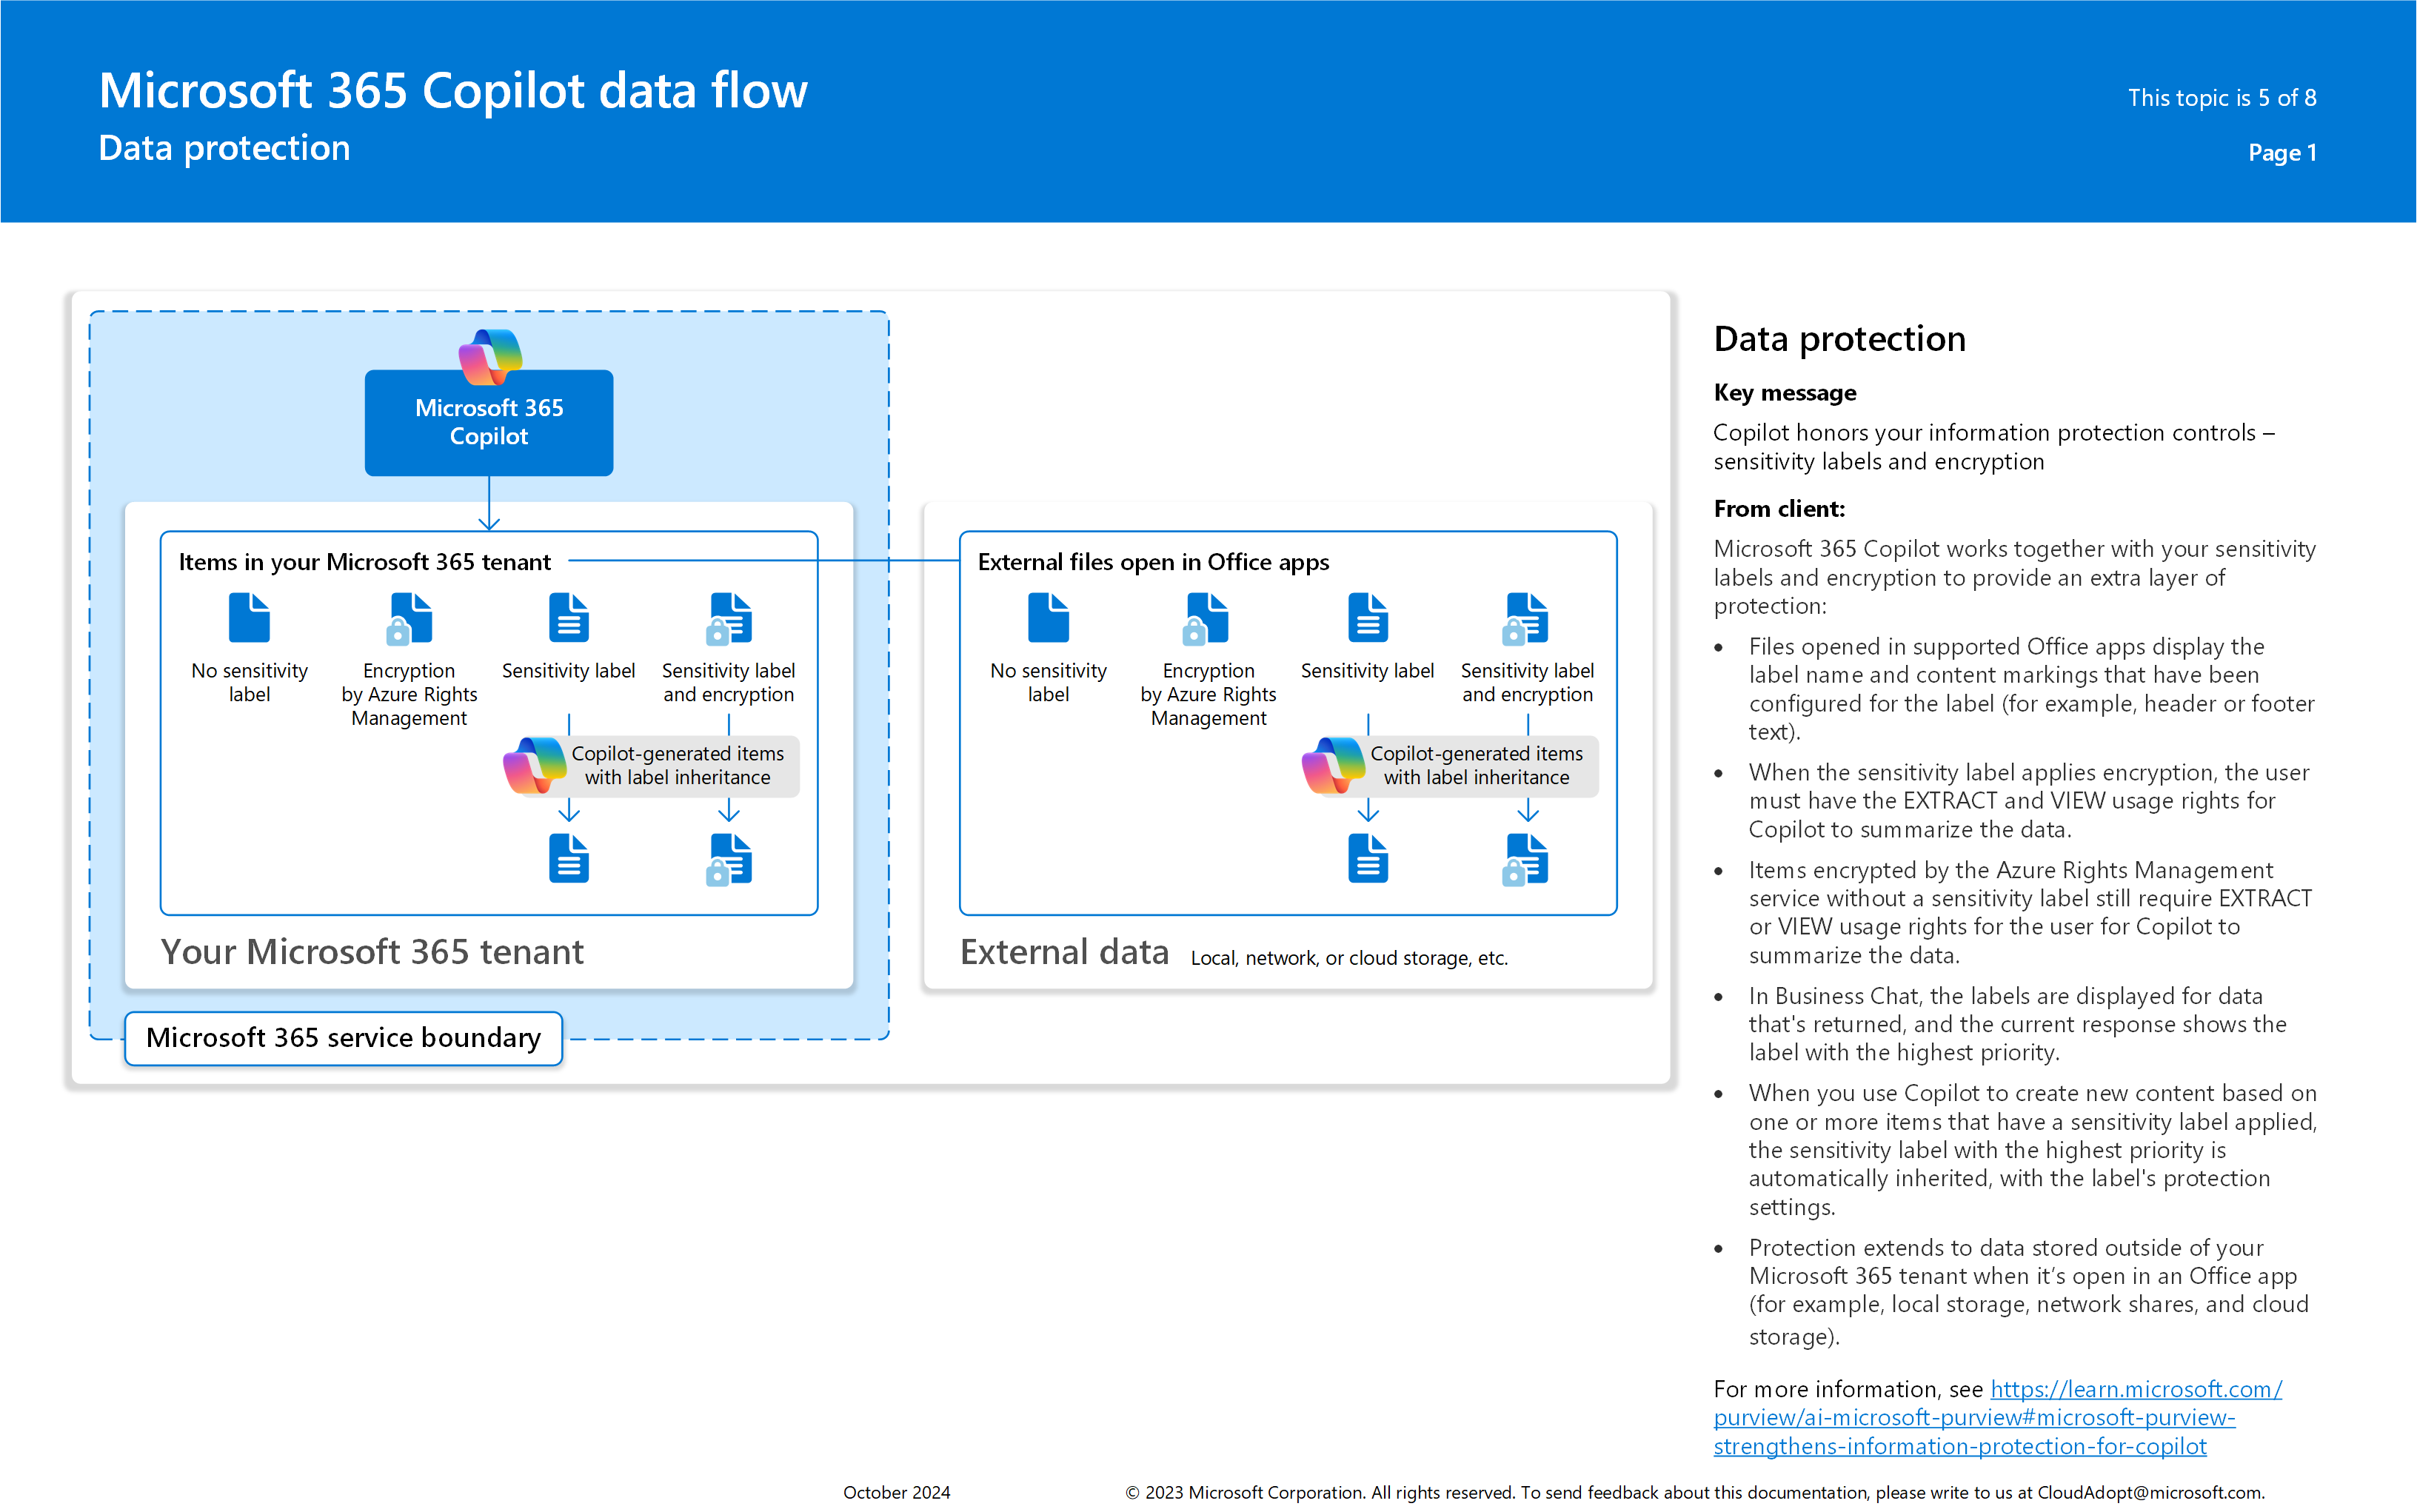 Microsoft 365 Copilot data flow
Data protection
This topic is 5 of 8
Page 1
Microsoft 365
Copilot
Items in your Microsoft 365 tenant
No sensitivity
label
Encryption
by Azure Rights
Management
Sensitivity label
Sensitivity label
and encryption
Copilot-generated items
with label inheritance
Your Microsoft 365 tenant
Microsoft 365 service boundary
External files open in Office apps
No sensitivity
label
Encryption
by Azure Rights
Management
Sensitivity label
Sensitivity label
and encryption
Copilot-generated items
with label inheritance
External data
Local, network, or cloud storage, etc.
Data protection
Key message
Copilot honors your information protection controls –
sensitivity labels and encryption
From client:
Microsoft 365 Copilot works together with your sensitivity
labels and encryption to provide an extra layer of
protection:
• Files opened in supported Office apps display the
label name and content markings that have been
configured for the label (for example, header or footer
text).
• When the sensitivity label applies encryption, the user
must have the EXTRACT and VIEW usage rights for
Copilot to summarize the data.
• Items encrypted by the Azure Rights Management
service without a sensitivity label still require EXTRACT
or VIEW usage rights for the user for Copilot to
summarize the data.
• In Business Chat, the labels are displayed for data
that's returned, and the current response shows the
label with the highest priority.
• When you use Copilot to create new content based on
one or more items that have a sensitivity label applied,
the sensitivity label with the highest priority is
automatically inherited, with the label's protection
settings.
• Protection extends to data stored outside of your
Microsoft 365 tenant when it’s open in an Office app
(for example, local storage, network shares, and cloud
storage).
For more information, see https://learn.microsoft.com/
purview/ai-microsoft-purview#microsoft-purview-
strengthens-information-protection-for-copilot
October 2024
© 2023 Microsoft Corporation. All rights reserved. To send feedback about this documentation, please write to us at CloudAdopt@microsoft.com.